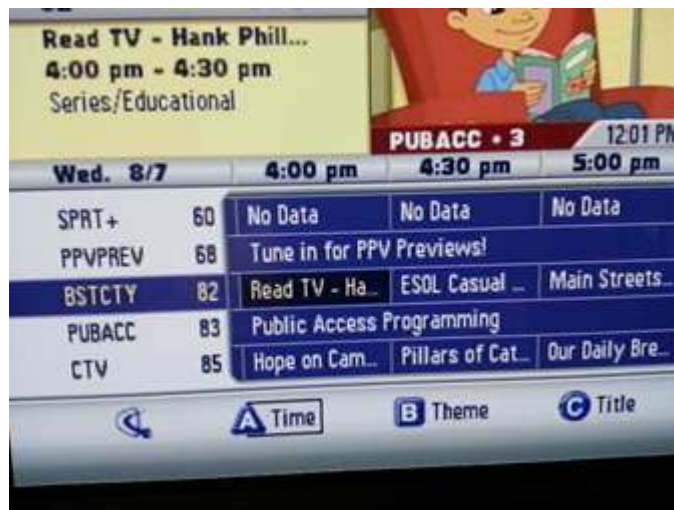 Read TV - Hank Phill...
4:00 pm - 4:30 pm
Series/Educational
PUBACC • 3 12:01 PM
Wed. 8/7 4:00 pm 4:30 pm 5:00 pm
SPRT+ 60 No Data No Data No Data
PPVPREV 68 Tune in for PPV Previews!
BSTCTY 82 Read TV - Ha... ESOL Casual ... Main Streets...
PUBACC 83 Public Access Programming
CTV 85 Hope on Cam... Pillars of Cat... Our Daily Bre...
A Time B Theme C Title